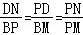 DN/BP = PD/BM = PN/PM